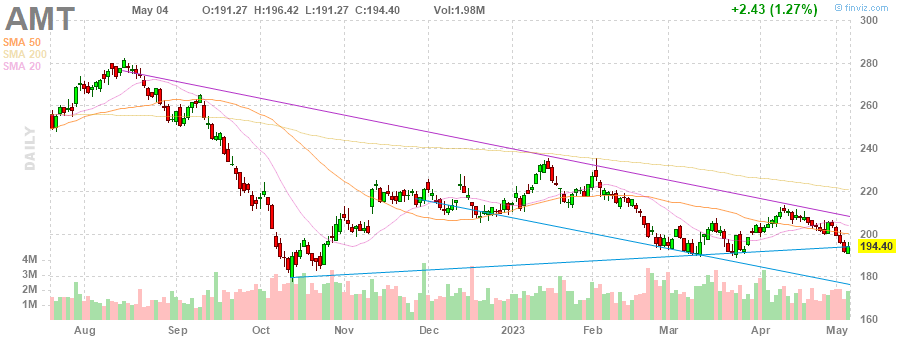 AMT May 04 O:191.27 H:196.42 L:191.27 C:194.40 Vol:1.98M +2.43 (1.27%) © finviz.com
SMA 50
SMA 200
SMA 20
DAILY
300
280
260
240
220
200
194.40
180
160
4M
3M
2M
1M
Aug Sep Oct Nov Dec 2023 Feb Mar Apr May